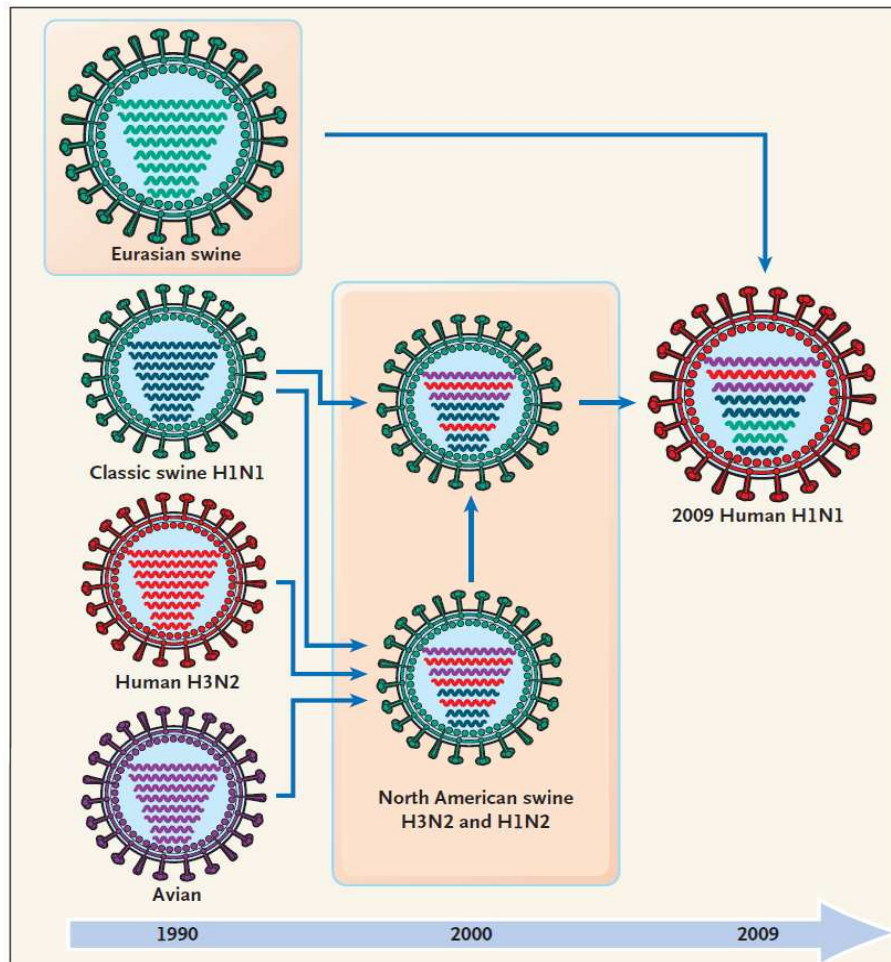 Eurasian swine
Classic swine H1N1
2009 Human H1N1
Human H3N2
North American swine
H3N2 and H1N2
Avian
1990
2000
2009